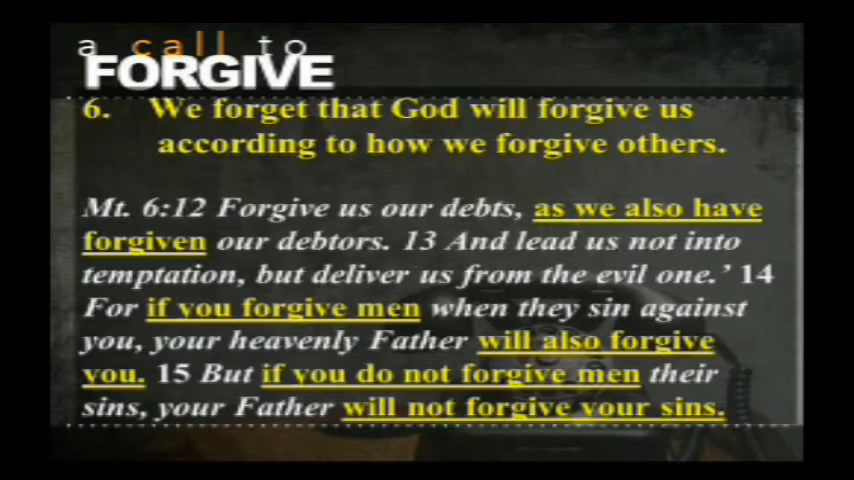 a call to
FORGIVE
6. We forget that God will forgive us
according to how we forgive others.
Mt. 6:12 Forgive us our debts, as we also have
forgiven our debtors. 13 And lead us not into
temptation, but deliver us from the evil one.’ 14
For if you forgive men when they sin against
you, your heavenly Father will also forgive
you. 15 But if you do not forgive men their
sins, your Father will not forgive your sins.